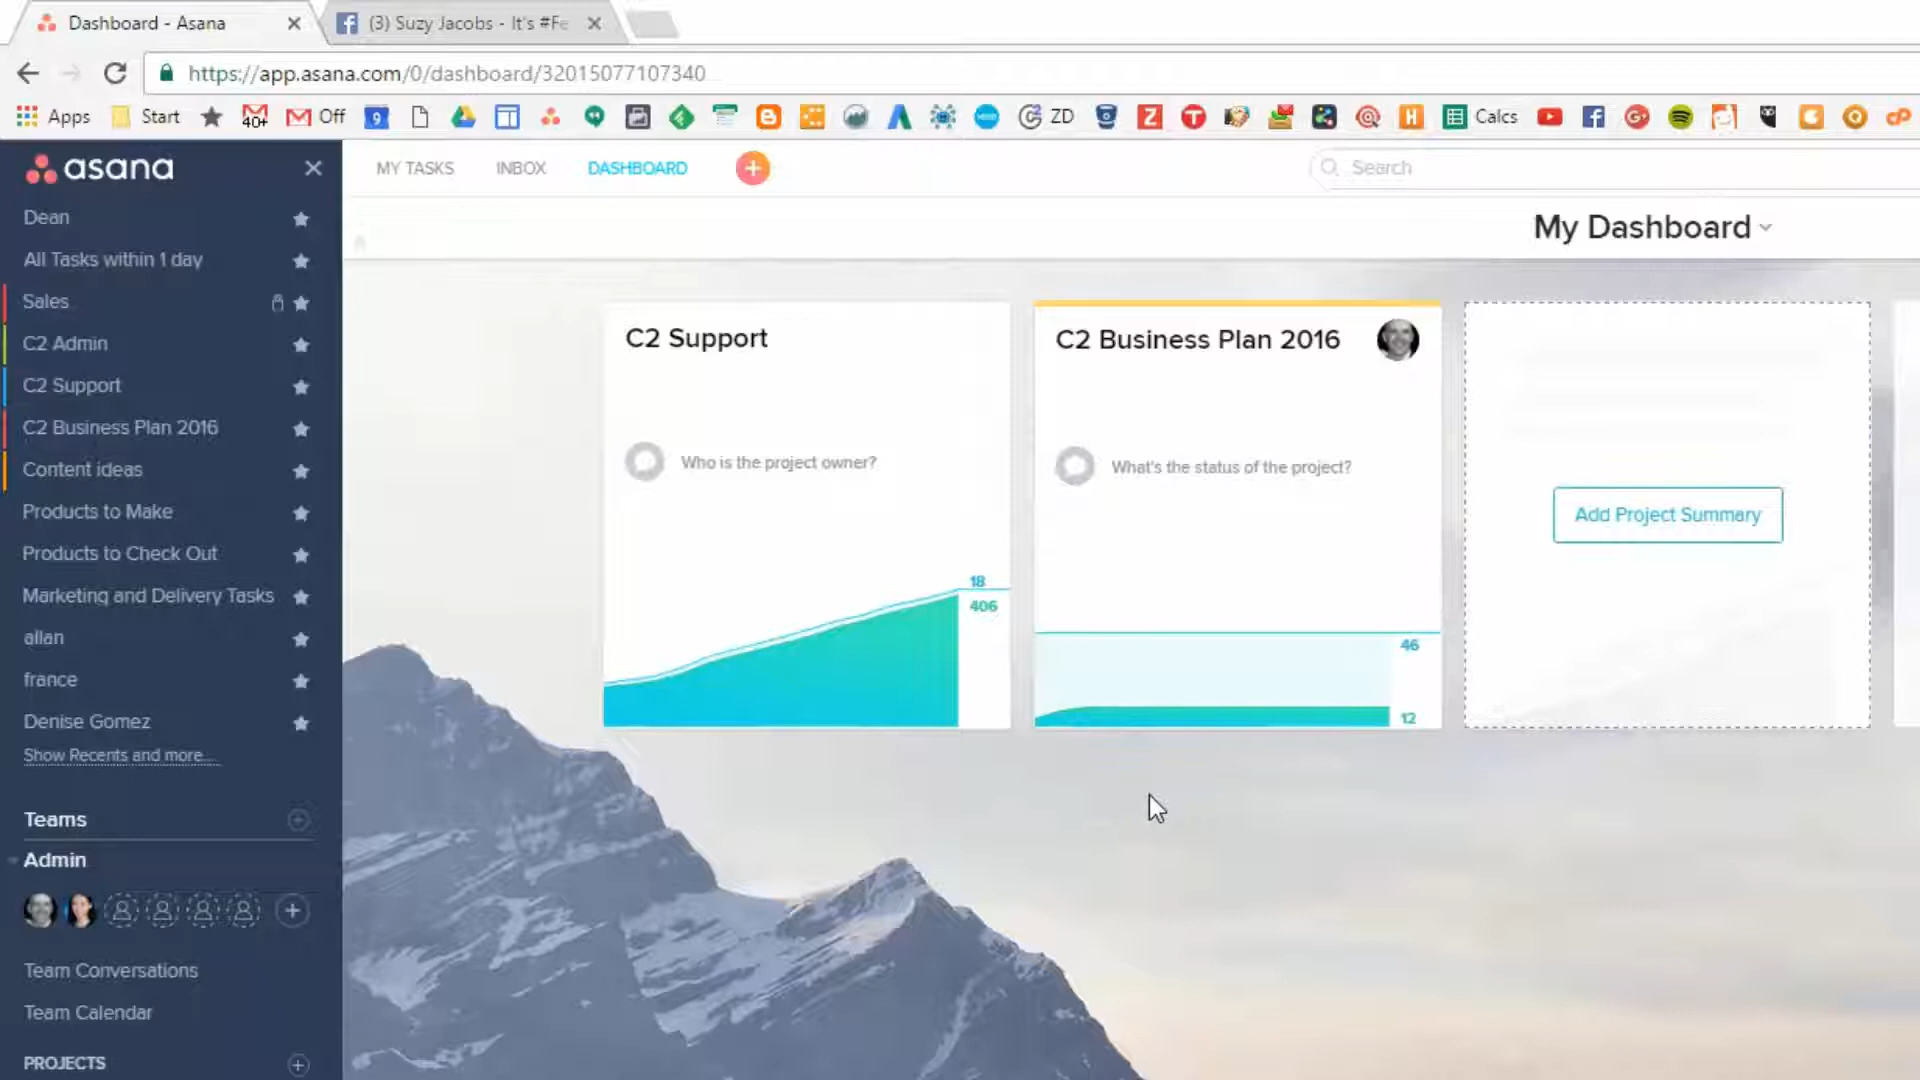 Dashboard - Asana
(3) Suzy Jacobs - It's #Fe
https://app.asana.com/0/dashboard/32015077107340
Apps Start 40+ Off 9 ZD Calcs
asana
MY TASKS INBOX DASHBOARD
Search
My Dashboard
Dean
All Tasks within 1 day
Sales
C2 Admin
C2 Support
C2 Business Plan 2016
Content ideas
Products to Make
Products to Check Out
Marketing and Delivery Tasks
allan
france
Denise Gomez
Show Recents and more...
Teams
Admin
Team Conversations
Team Calendar
PROJECTS
C2 Support
Who is the project owner?
18
406
C2 Business Plan 2016
What's the status of the project?
46
12
Add Project Summary